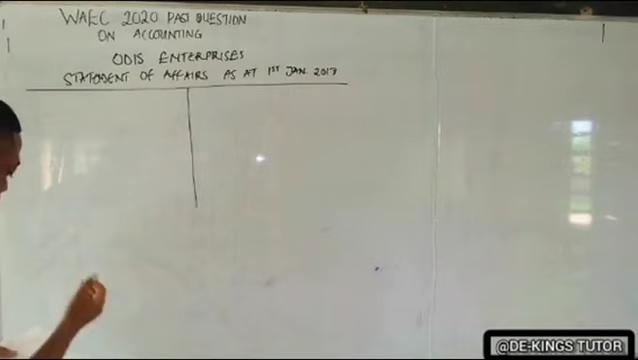 WAEC 2020 PAST QUESTION
ON ACCOUNTING
ODIS ENTERPRISES
STATEMENT OF AFFAIRS AS AT 1ST JAN. 2017
@DE-KINGS TUTOR